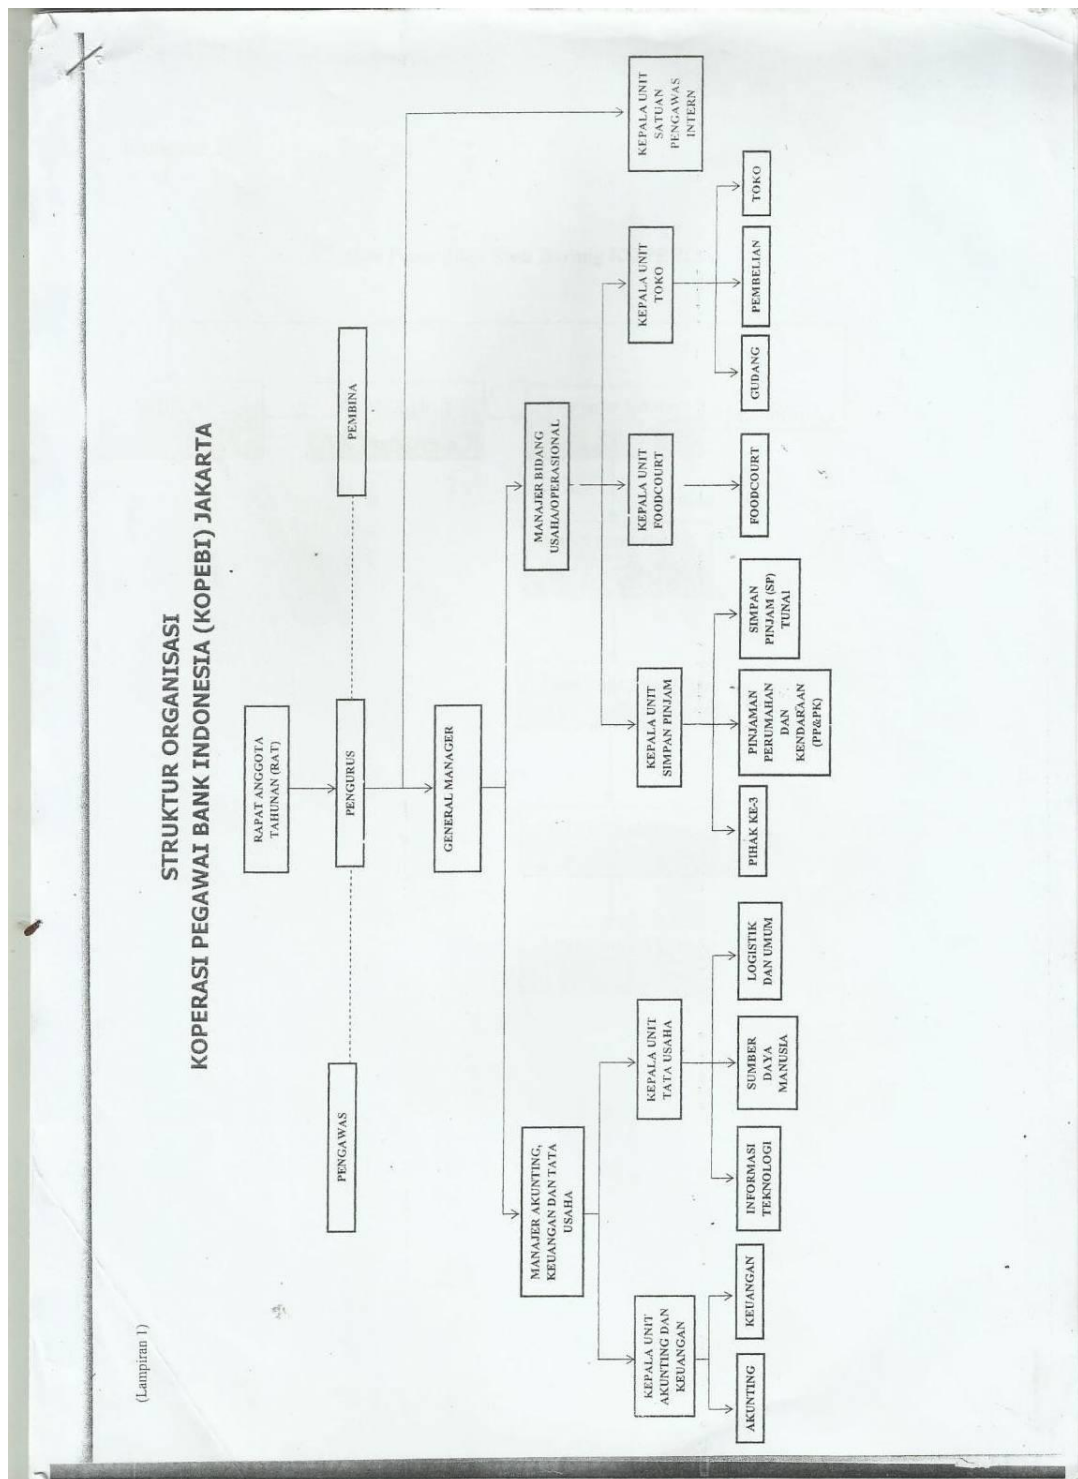 (Lampiran 1)
STRUKTUR ORGANISASI
KOPERASI PEGAWAI BANK INDONESIA (KOPEBI) JAKARTA
RAPAT ANGGOTA
TAHUNAN (RAT)
PENGAWAS
PENGURUS
PEMBINA
GENERAL MANAGER
MANAJER AKUNTING,
KEUANGAN DAN TATA
USAHA
MANAJER BIDANG
USAHA/OPERASIONAL
KEPALA UNIT
AKUNTING DAN
KEUANGAN
KEPALA UNIT
TATA USAHA
KEPALA UNIT
SIMPAN PINJAM
KEPALA UNIT
FOODCOURT
KEPALA UNIT
TOKO
KEPALA UNIT
SATUAN
PENGAWAS
INTERN
AKUNTING
KEUANGAN
INFORMASI
TEKNOLOGI
SUMBER
DAYA
MANUSIA
LOGISTIK
DAN UMUM
PIHAK KE-3
PINJAMAN
PERUMAHAN
DAN
KENDARAAN
(PP&PK)
SIMPAN
PINJAM (SP)
TUNAI
FOODCOURT
GUDANG
PEMBELIAN
TOKO